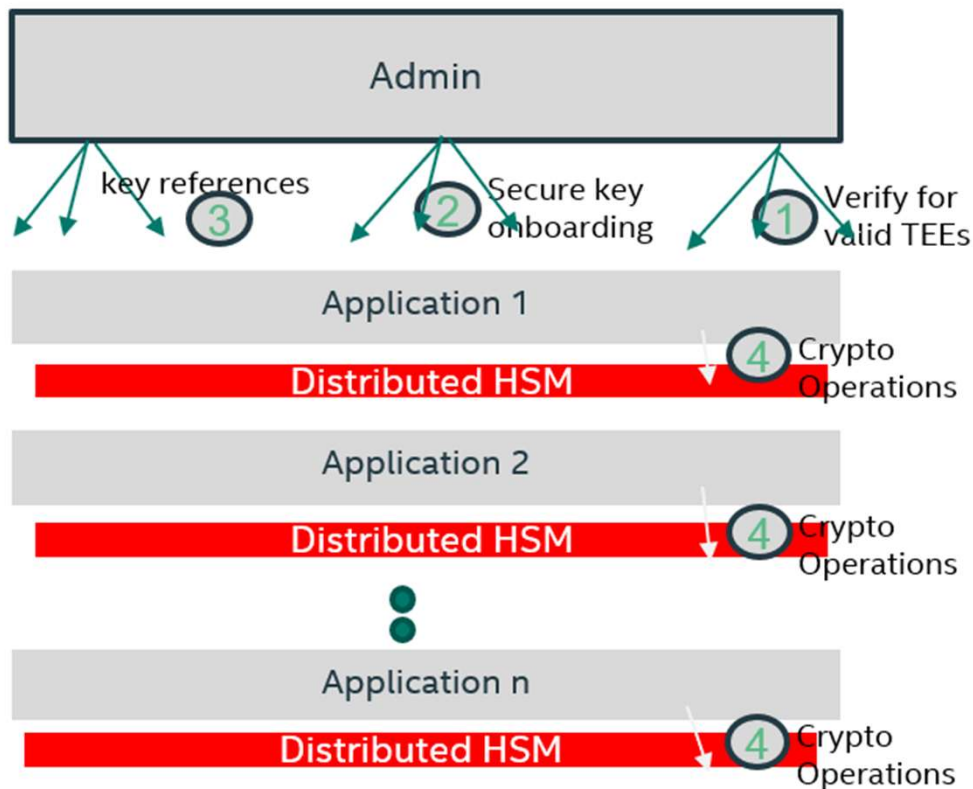 Admin
key references
3
2
Secure key
onboarding
1
Verify for
valid TEEs
Application 1
4
Crypto
Operations
Distributed HSM
Application 2
4
Crypto
Operations
Distributed HSM
Application n
4
Crypto
Operations
Distributed HSM